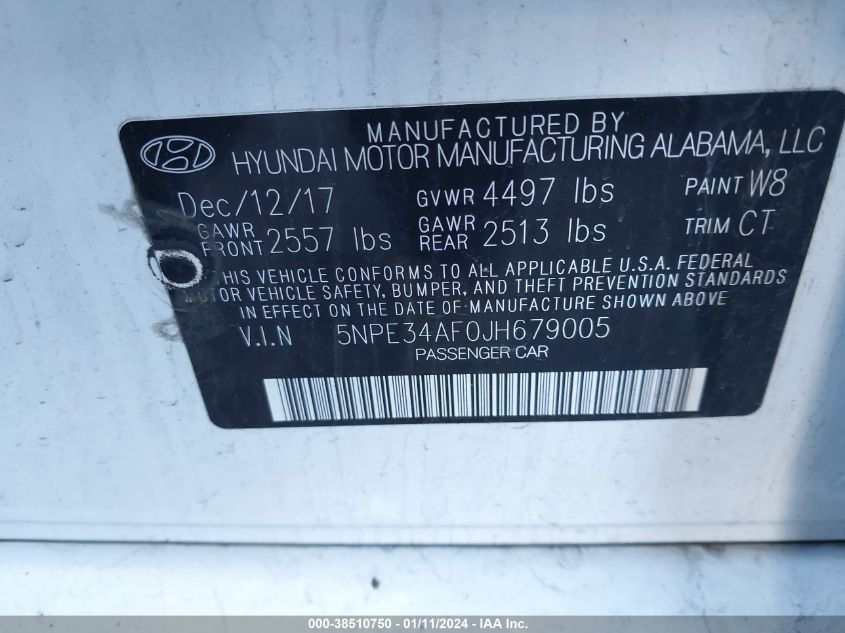 MANUFACTURED BY
HYUNDAI MOTOR MANUFACTURING ALABAMA, LLC
Dec/12/17 GVWR 4497 lbs PAINT W8
GAWR FRONT 2557 lbs GAWR REAR 2513 lbs TRIM CT
THIS VEHICLE CONFORMS TO ALL APPLICABLE U.S.A. FEDERAL
MOTOR VEHICLE SAFETY, BUMPER, AND THEFT PREVENTION STANDARDS
IN EFFECT ON THE DATE OF MANUFACTURE SHOWN ABOVE
V.I.N 5NPE34AF0JH679005
PASSENGER CAR
000-38510750 - 01/11/2024 - IAA Inc.